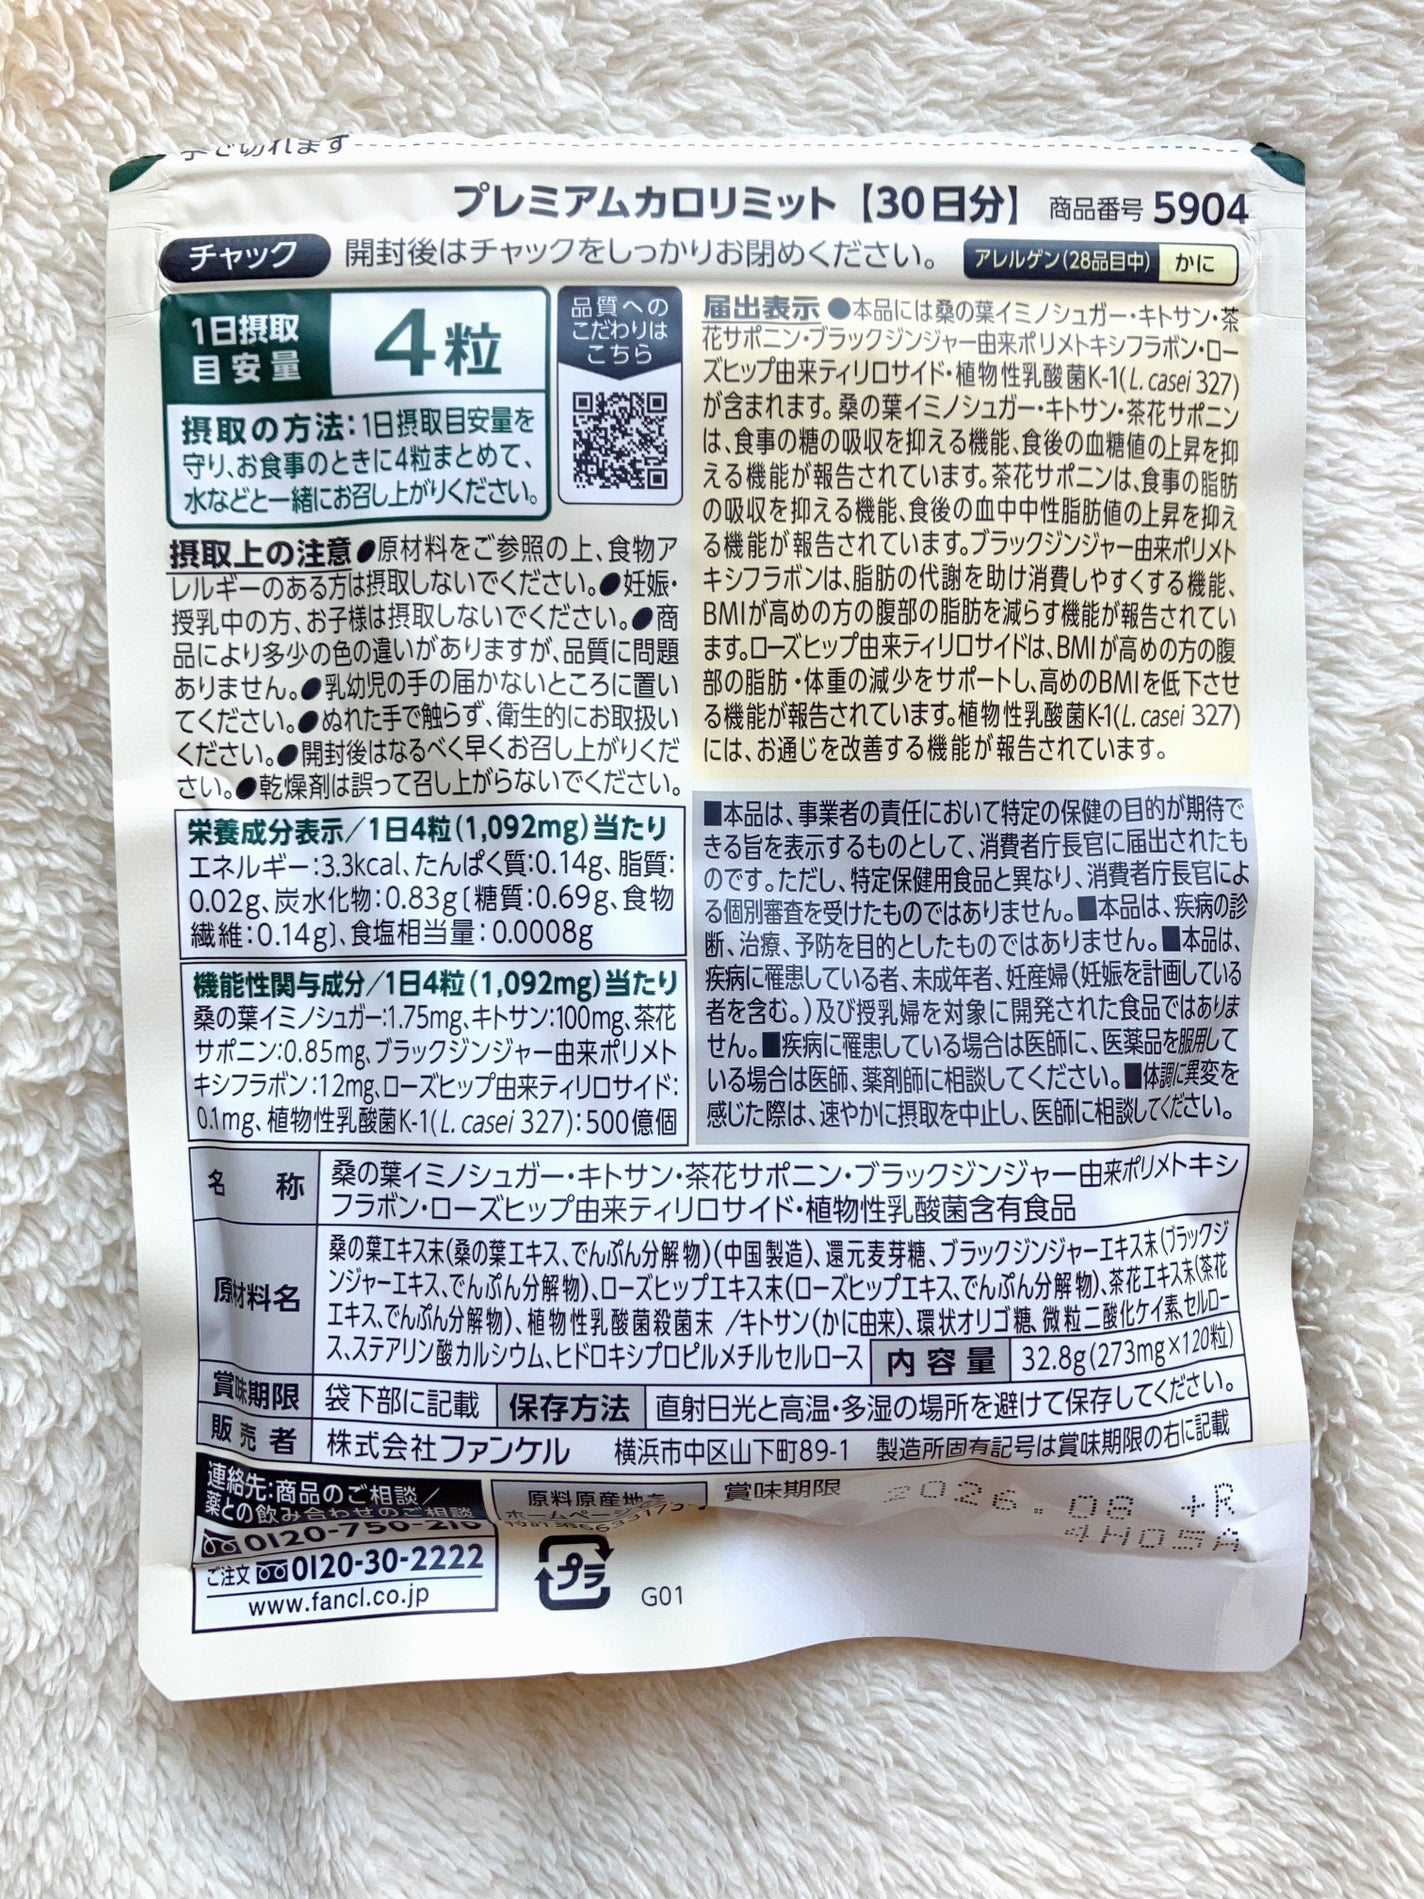 で切れます
プレミアムカロリミット【30日分】 商品番号 5904
チャック 開封後はチャックをしっかりお閉めください。 アレルゲン(28品目中) かに
1日摂取
目安量
4粒
摂取の方法:1日摂取目安量を
守り、お食事のときに4粒まとめて、
水などと一緒にお召し上がりください。
品質への
こだわりは
こちら
摂取上の注意●原材料をご参照の上、食物ア
レルギーのある方は摂取しないでください。●妊娠・
授乳中の方、お子様は摂取しないでください。●商
品により多少の色の違いがありますが、品質に問題
ありません。●乳幼児の手の届かないところに置い
てください。●ぬれた手で触らず、衛生的にお取扱い
ください。●開封後はなるべく早くお召し上がりくだ
さい。●乾燥剤は誤って召し上がらないでください。
栄養成分表示/1日4粒(1,092mg)当たり
エネルギー:3.3kcal、たんぱく質:0.14g、脂質:
0.02g、炭水化物:0.83g〔糖質:0.69g、食物
繊維:0.14g〕、食塩相当量:0.0008g
機能性関与成分/1日4粒(1,092mg)当たり
桑の葉イミノシュガー:1.75mg、キトサン:100mg、茶花
サポニン:0.85mg、ブラックジンジャー由来ポリメト
キシフラボン:12mg、ローズヒップ由来ティリロサイド:
0.1mg、植物性乳酸菌K-1(L. casei 327):500億個
届出表示 ●本品には桑の葉イミノシュガー・キトサン・茶
花サポニン・ブラックジンジャー由来ポリメトキシフラボン・ロー
ズヒップ由来ティリロサイド・植物性乳酸菌K-1(L. casei 327)
が含まれます。桑の葉イミノシュガー・キトサン・茶花サポニン
は、食事の糖の吸収を抑える機能、食後の血糖値の上昇を抑
える機能が報告されています。茶花サポニンは、食事の脂肪
の吸収を抑える機能、食後の血中中性脂肪値の上昇を抑え
る機能が報告されています。ブラックジンジャー由来ポリメト
キシフラボンは、脂肪の代謝を助け消費しやすくする機能、
BMIが高めの方の腹部の脂肪を減らす機能が報告されてい
ます。ローズヒップ由来ティリロサイドは、BMIが高めの方の腹
部の脂肪・体重の減少をサポートし、高めのBMIを低下させ
る機能が報告されています。植物性乳酸菌K-1(L. casei 327)
には、お通じを改善する機能が報告されています。
■本品は、事業者の責任において特定の保健の目的が期待で
きる旨を表示するものとして、消費者庁長官に届出されたも
のです。ただし、特定保健用食品と異なり、消費者庁長官によ
る個別審査を受けたものではありません。■本品は、疾病の診
断、治療、予防を目的としたものではありません。■本品は、
疾病に罹患している者、未成年者、妊産婦(妊娠を計画している
者を含む。)及び授乳婦を対象に開発された食品ではありま
せん。■疾病に罹患している場合は医師に、医薬品を服用して
いる場合は医師、薬剤師に相談してください。■体調に異変を
感じた際は、速やかに摂取を中止し、医師に相談してください。
名称 桑の葉イミノシュガー・キトサン・茶花サポニン・ブラックジンジャー由来ポリメトキシ
フラボン・ローズヒップ由来ティリロサイド・植物性乳酸菌含有食品
原材料名 桑の葉エキス末(桑の葉エキス、でんぷん分解物)(中国製造)、還元麦芽糖、ブラックジンジャーエキス末(ブラックジ
ンジャーエキス、でんぷん分解物)、ローズヒップエキス末(ローズヒップエキス、でんぷん分解物)、茶花エキス末(茶花
エキス、でんぷん分解物)、植物性乳酸菌殺菌末 /キトサン(かに由来)、環状オリゴ糖、微粒二酸化ケイ素、セルロー
ス、ステアリン酸カルシウム、ヒドロキシプロピルメチルセルロース 内容量 32.8g(273mg×120粒)
賞味期限 袋下部に記載 保存方法 直射日光と高温・多湿の場所を避けて保存してください。
販売者 株式会社ファンケル 横浜市中区山下町89-1 製造所固有記号は賞味期限の右に記載
連絡先:商品のご相談/
薬との飲み合わせのご相談
0120-750-210
ご注文 0120-30-2222
www.fancl.co.jp
原料原産地を
ホームページ
プラ
G01
賞味期限 2026.08 +R
4H05A